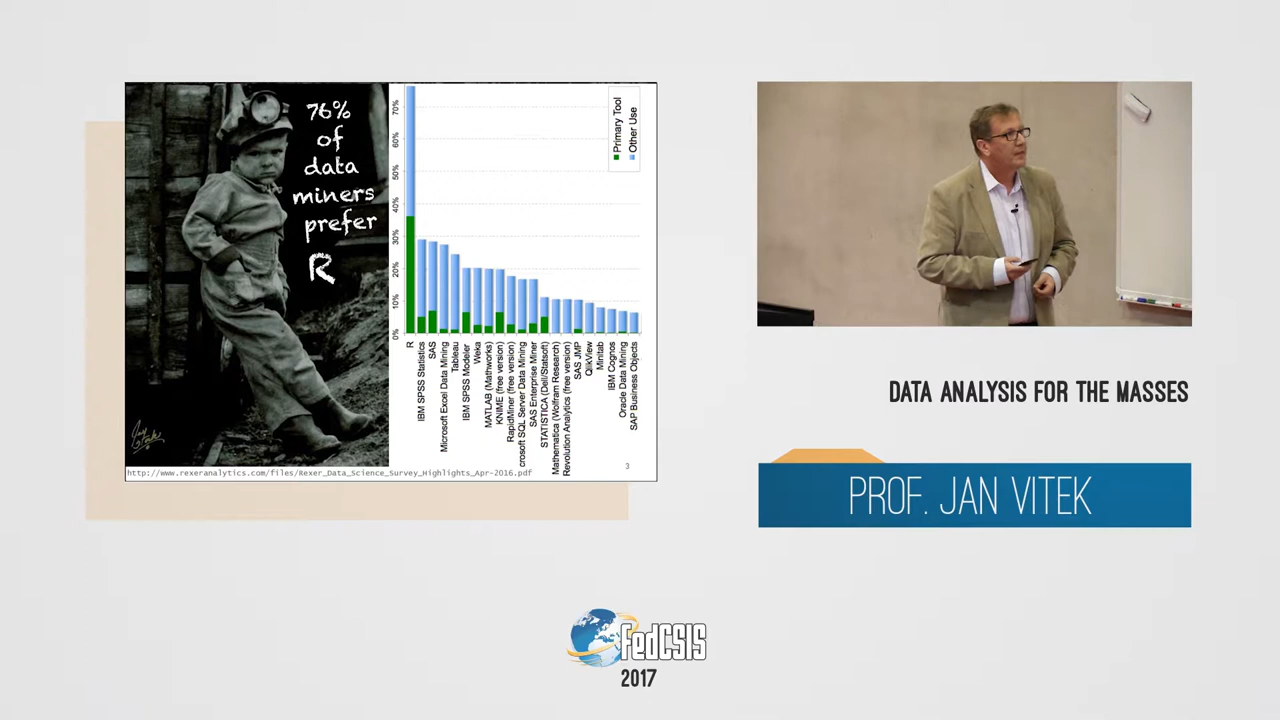 76%
of
data
miners
prefer
R
70%
60%
50%
40%
30%
20%
10%
0%
Primary Tool
Other Use
R
IBM SPSS Statistics
SAS
Microsoft Excel Data Mining
Tableau
IBM SPSS Modeler
Weka
MATLAB (Mathworks)
KNIME (free version)
RapidMiner (free version)
crosoft SQL Server Data Mining
SAS Enterprise Miner
STATISTICA (Dell/Statsoft)
Mathematica (Wolfram Research)
Revolution Analytics (free version)
SAS JMP
QlikView
Minitab
IBM Cognos
Oracle Data Mining
SAP Business Objects
http://www.rexeranalytics.com/files/Rexer_Data_Science_Survey_Highlights_Apr-2016.pdf
3
DATA ANALYSIS FOR THE MASSES
PROF. JAN VITEK
FedCSIS
2017